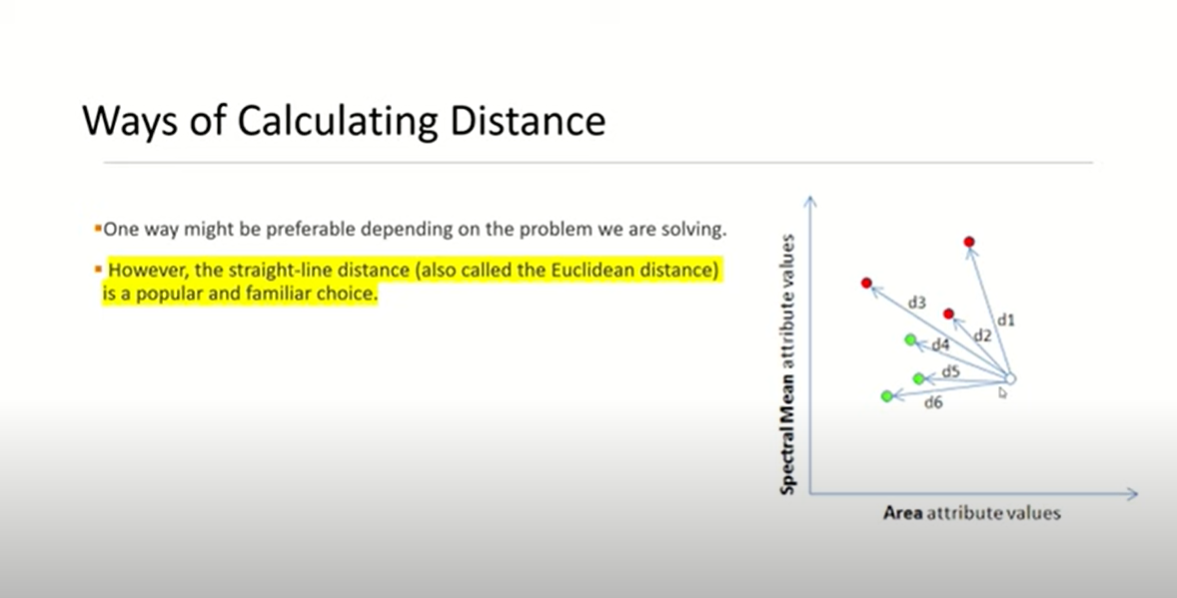 Ways of Calculating Distance
▪One way might be preferable depending on the problem we are solving.
▪ However, the straight-line distance (also called the Euclidean distance)
is a popular and familiar choice.
Spectral Mean attribute values
d3
d1
d2
d4
d5
d6
Area attribute values